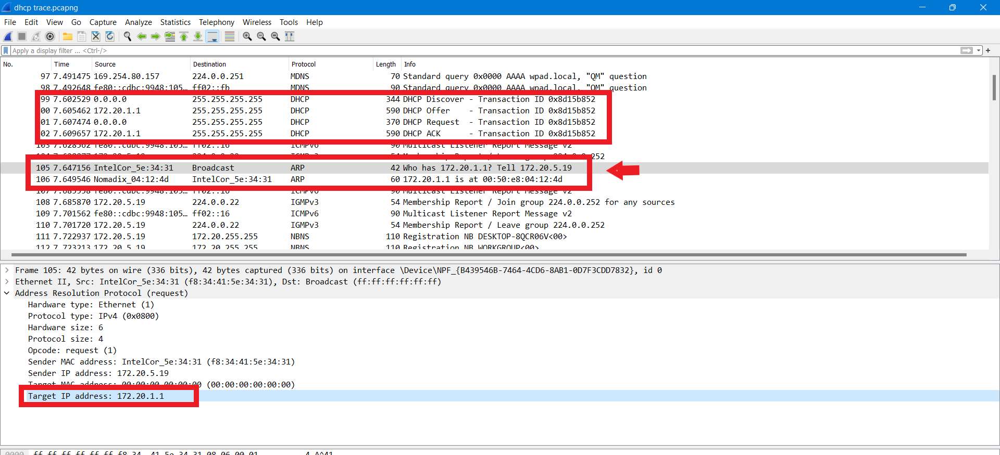 dhcp trace.pcapng
File Edit View Go Capture Analyze Statistics Telephony Wireless Tools Help
Apply a display filter ... <Ctrl-/>
No. Time Source Destination Protocol Length Info
97 7.491475 169.254.80.157 224.0.0.251 MDNS 70 Standard query 0x0000 AAAA wpad.local, "QM" question
98 7.492648 fe80::cdbc:9948:105… ff02::fb MDNS 90 Standard query 0x0000 AAAA wpad.local, "QM" question
99 7.602529 0.0.0.0 255.255.255.255 DHCP 344 DHCP Discover - Transaction ID 0x8d15b852
00 7.605462 172.20.1.1 255.255.255.255 DHCP 590 DHCP Offer - Transaction ID 0x8d15b852
01 7.607474 0.0.0.0 255.255.255.255 DHCP 370 DHCP Request - Transaction ID 0x8d15b852
02 7.609657 172.20.1.1 255.255.255.255 DHCP 590 DHCP ACK - Transaction ID 0x8d15b852
103 7.628562 fe80::cdbc:9948:105… ff02::16 ICMPv6 90 Multicast Listener Report Message v2
105 7.647156 IntelCor_5e:34:31 Broadcast ARP 42 Who has 172.20.1.1? Tell 172.20.5.19
106 7.649546 Nomadix_04:12:4d IntelCor_5e:34:31 ARP 60 172.20.1.1 is at 00:50:e8:04:12:4d
107 7.685558 fe80::cdbc:9948:105… ff02::16 ICMPv6 90 Multicast Listener Report Message v2
108 7.685870 172.20.5.19 224.0.0.22 IGMPv3 54 Membership Report / Join group 224.0.0.252 for any sources
109 7.701562 fe80::cdbc:9948:105… ff02::16 ICMPv6 90 Multicast Listener Report Message v2
110 7.701720 172.20.5.19 224.0.0.22 IGMPv3 54 Membership Report / Leave group 224.0.0.252
111 7.722937 172.20.5.19 172.20.255.255 NBNS 110 Registration NB DESKTOP-8QCR06V<00>
112 7.723213 172.20.5.19 172.20.255.255 NBNS 110 Registration NB WORKGROUP<00>
Frame 105: 42 bytes on wire (336 bits), 42 bytes captured (336 bits) on interface \Device\NPF_{B439546B-7464-4CD6-8AB1-0D7F3CDD7832}, id 0
Ethernet II, Src: IntelCor_5e:34:31 (f8:34:41:5e:34:31), Dst: Broadcast (ff:ff:ff:ff:ff:ff)
Address Resolution Protocol (request)
Hardware type: Ethernet (1)
Protocol type: IPv4 (0x0800)
Hardware size: 6
Protocol size: 4
Opcode: request (1)
Sender MAC address: IntelCor_5e:34:31 (f8:34:41:5e:34:31)
Sender IP address: 172.20.5.19
Target MAC address: 00:00:00_00:00:00 (00:00:00:00:00:00)
Target IP address: 172.20.1.1
0000 ff ff ff ff ff ff f8 34 41 5e 34 31 08 06 00 01 4 A^41